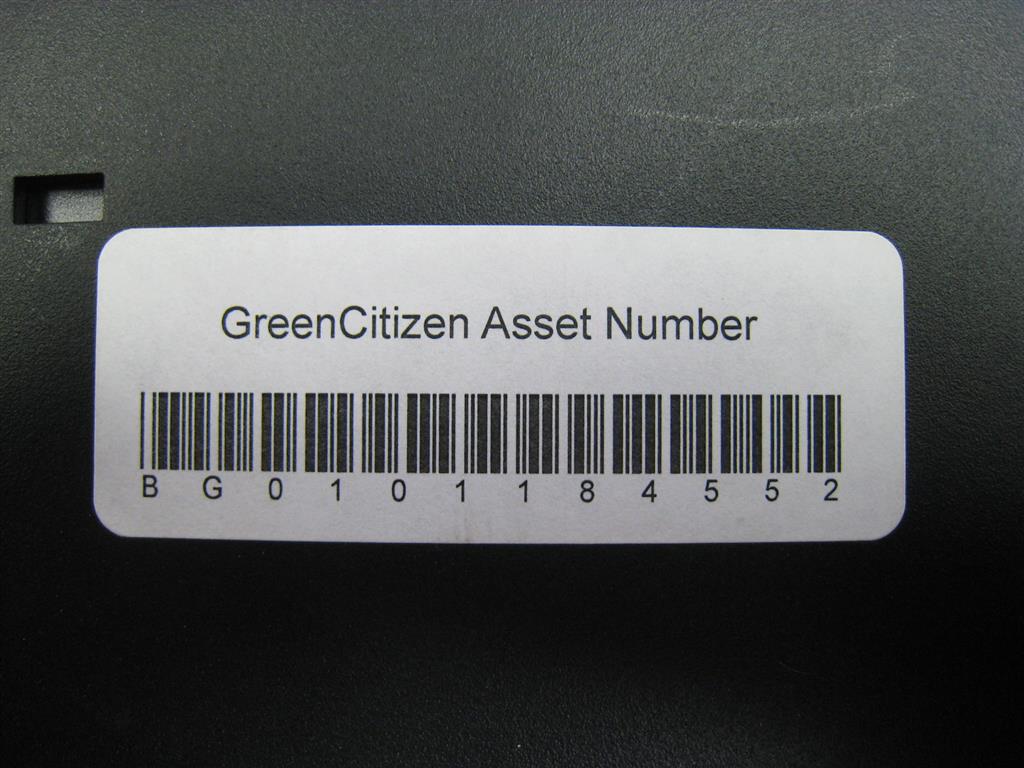 GreenCitizen Asset Number
B G 0 1 0 1 1 8 4 5 5 2